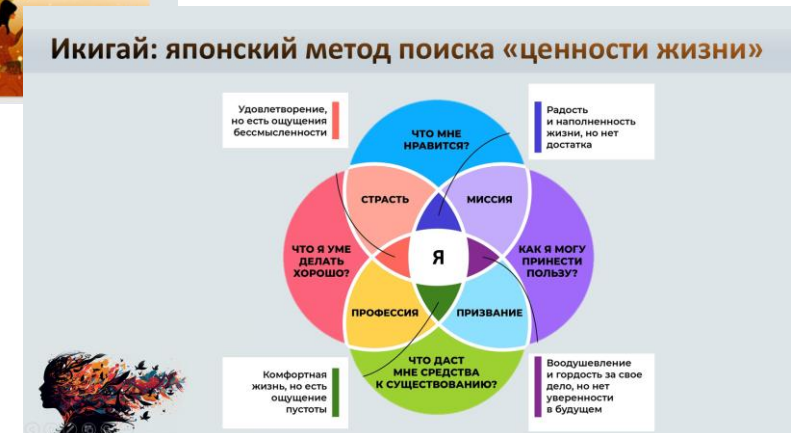 Икигай: японский метод поиска «ценности жизни»
Удовлетворение,
но есть ощущения
бессмысленности
Радость
и наполненность
жизни, но нет
достатка
ЧТО МНЕ
НРАВИТСЯ?
СТРАСТЬ
МИССИЯ
ЧТО Я УМЕ
ДЕЛАТЬ
ХОРОШО?
Я
КАК Я МОГУ
ПРИНЕСТИ
ПОЛЬЗУ?
ПРОФЕССИЯ
ПРИЗВАНИЕ
ЧТО ДАСТ
МНЕ СРЕДСТВА
К СУЩЕСТВОВАНИЮ?
Комфортная
жизнь, но есть
ощущение
пустоты
Воодушевление
и гордость за свое
дело, но нет
уверенности
в будущем